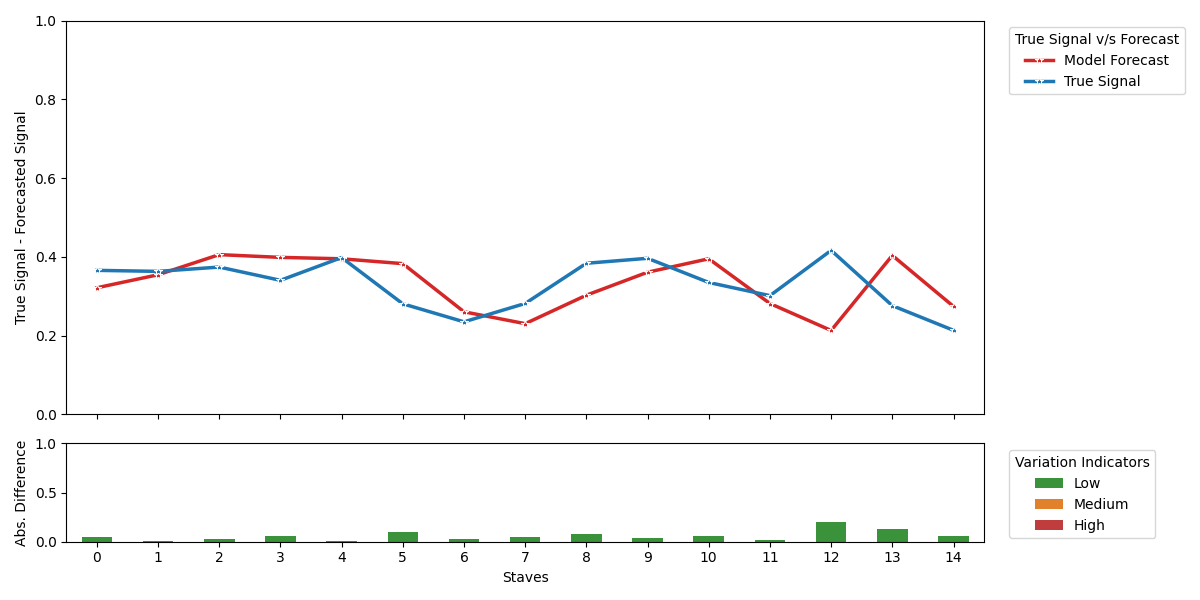 True Signal - Forecasted Signal
1.0
0.8
0.6
0.4
0.2
0.0
True Signal v/s Forecast
Model Forecast
True Signal
Abs. Difference
1.0
0.5
0.0
0 1 2 3 4 5 6 7 8 9 10 11 12 13 14
Staves
Variation Indicators
Low
Medium
High